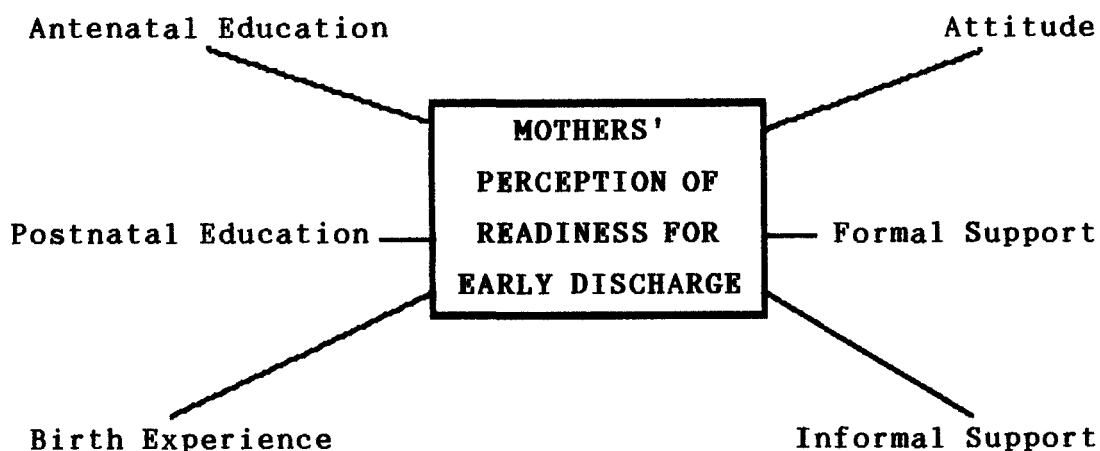 Antenatal Education
Attitude
MOTHERS'
PERCEPTION OF
READINESS FOR
EARLY DISCHARGE
Postnatal Education
Formal Support
Birth Experience
Informal Support